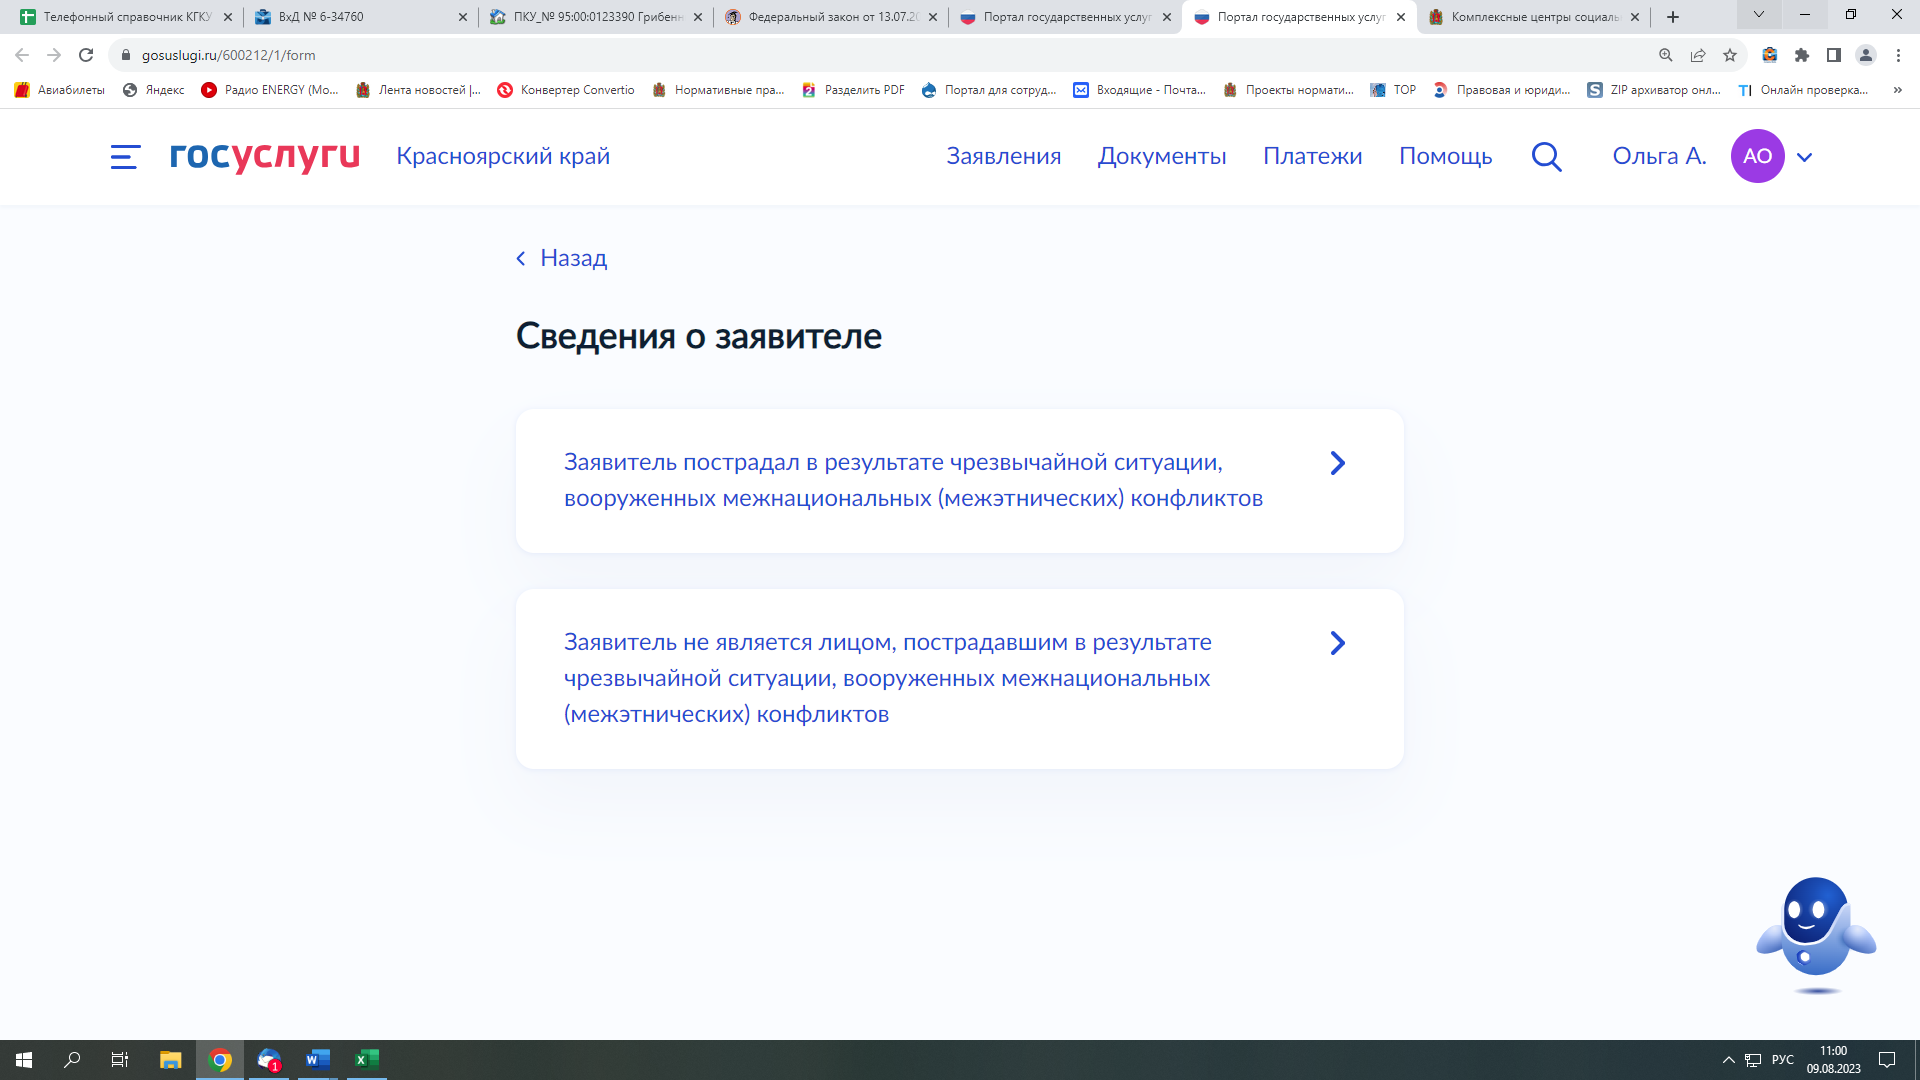 Телефонный справочник КГКУ
ВхД № 6-34760
ПКУ_№ 95:00:0123390 Грибенн
Федеральный закон от 13.07.20
Портал государственных услуг
Портал государственных услуг
Комплексные центры социаль
gosuslugi.ru/600212/1/form
Авиабилеты
Яндекс
Радио ENERGY (Мо...
Лента новостей |...
Конвертер Convertio
Нормативные пра...
Разделить PDF
Портал для сотруд...
Входящие - Почта...
Проекты нормати...
ТОР
Правовая и юриди...
ZIP архиватор онл...
Онлайн проверка...
госуслуги
Красноярский край
Заявления
Документы
Платежи
Помощь
Ольга А.
АО
Назад
Сведения о заявителе
Заявитель пострадал в результате чрезвычайной ситуации,
вооруженных межнациональных (межэтнических) конфликтов
Заявитель не является лицом, пострадавшим в результате
чрезвычайной ситуации, вооруженных межнациональных
(межэтнических) конфликтов
1
РУС
11:00
09.08.2023